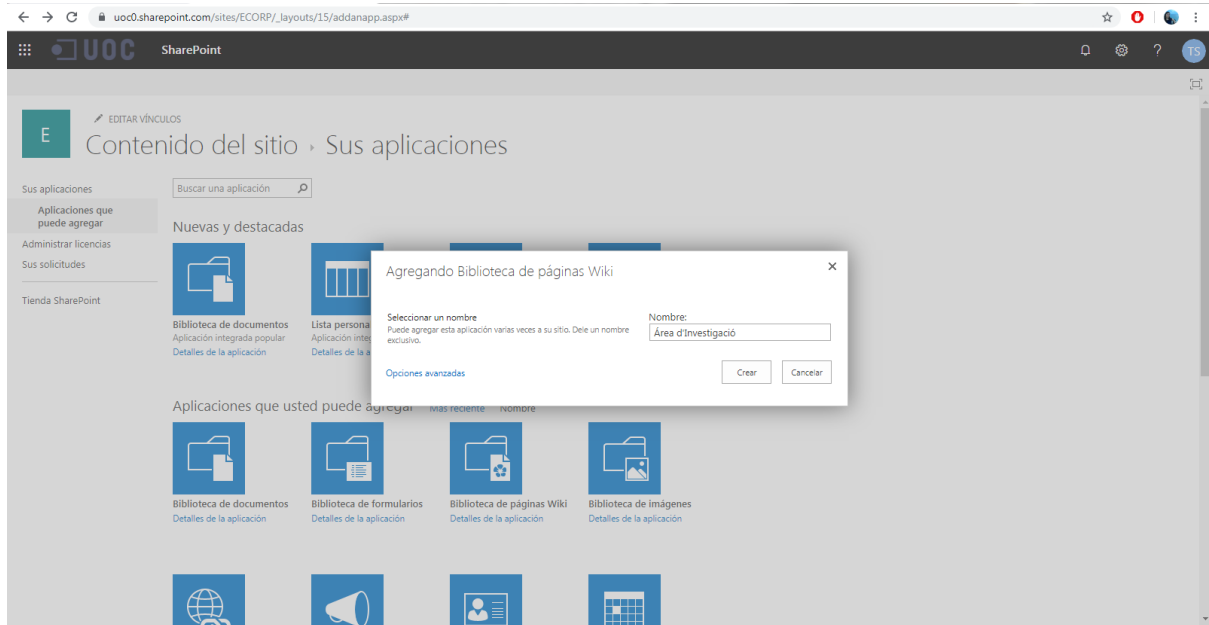 uoc0.sharepoint.com/sites/ECORP/_layouts/15/addanapp.aspx#
UOC SharePoint
TS
EDITAR VÍNCULOS
E
Contenido del sitio › Sus aplicaciones
Sus aplicaciones
Aplicaciones que
puede agregar
Administrar licencias
Sus solicitudes
Tienda SharePoint
Buscar una aplicación
Nuevas y destacadas
Biblioteca de documentos
Aplicación integrada popular
Detalles de la aplicación
Lista persona
Aplicación inte
Detalles de la a
Agregando Biblioteca de páginas Wiki
Seleccionar un nombre
Puede agregar esta aplicación varias veces a su sitio. Dele un nombre
exclusivo.
Nombre:
Área d'Investigació
Opciones avanzadas
Crear
Cancelar
Aplicaciones que usted puede agregar
Más reciente Nombre
Biblioteca de documentos
Detalles de la aplicación
Biblioteca de formularios
Detalles de la aplicación
Biblioteca de páginas Wiki
Detalles de la aplicación
Biblioteca de imágenes
Detalles de la aplicación